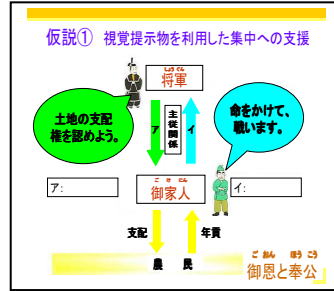 仮説① 視覚提示物を利用した集中への支援
しょうぐん
将軍
土地の支配
権を認めよう。
ア
主従関係
イ
命をかけて、
戦います。
ア:
ごけにん
御家人
イ:
支配
年貢
農民
ごおん ほうこう
御恩と奉公